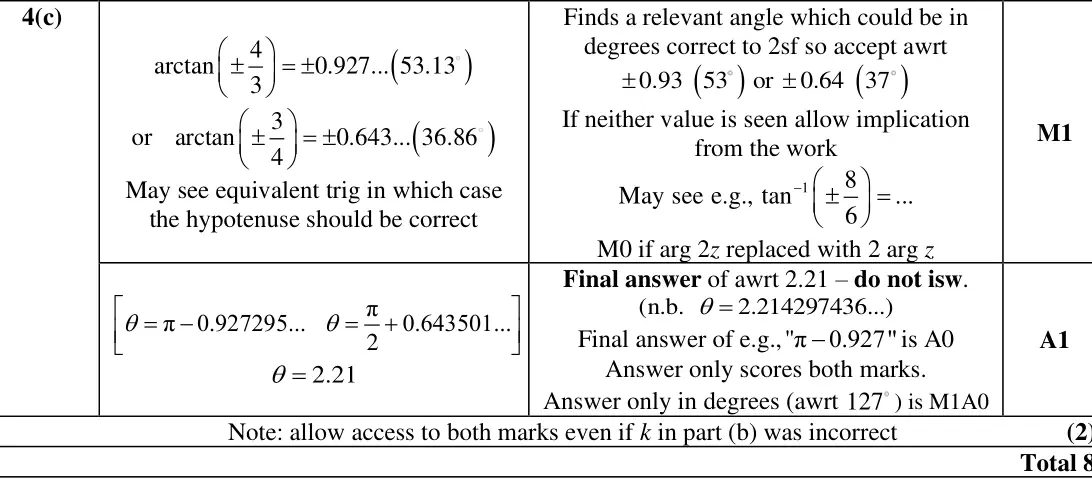 4(c)
arctan(± 4/3) = ±0.927...(53.13°)
or arctan(± 3/4) = ±0.643...(36.86°)
May see equivalent trig in which case
the hypotenuse should be correct
Finds a relevant angle which could be in
degrees correct to 2sf so accept awrt
±0.93 (53°) or ±0.64 (37°)
If neither value is seen allow implication
from the work
May see e.g., tan⁻¹(± 8/6) = ...
M0 if arg 2z replaced with 2 arg z
M1
[θ = π − 0.927295... θ = π/2 + 0.643501...]
θ = 2.21
Final answer of awrt 2.21 – do not isw.
(n.b. θ = 2.214297436...)
Final answer of e.g., "π − 0.927" is A0
Answer only scores both marks.
Answer only in degrees (awrt 127°) is M1A0
A1
Note: allow access to both marks even if k in part (b) was incorrect
(2)
Total 8